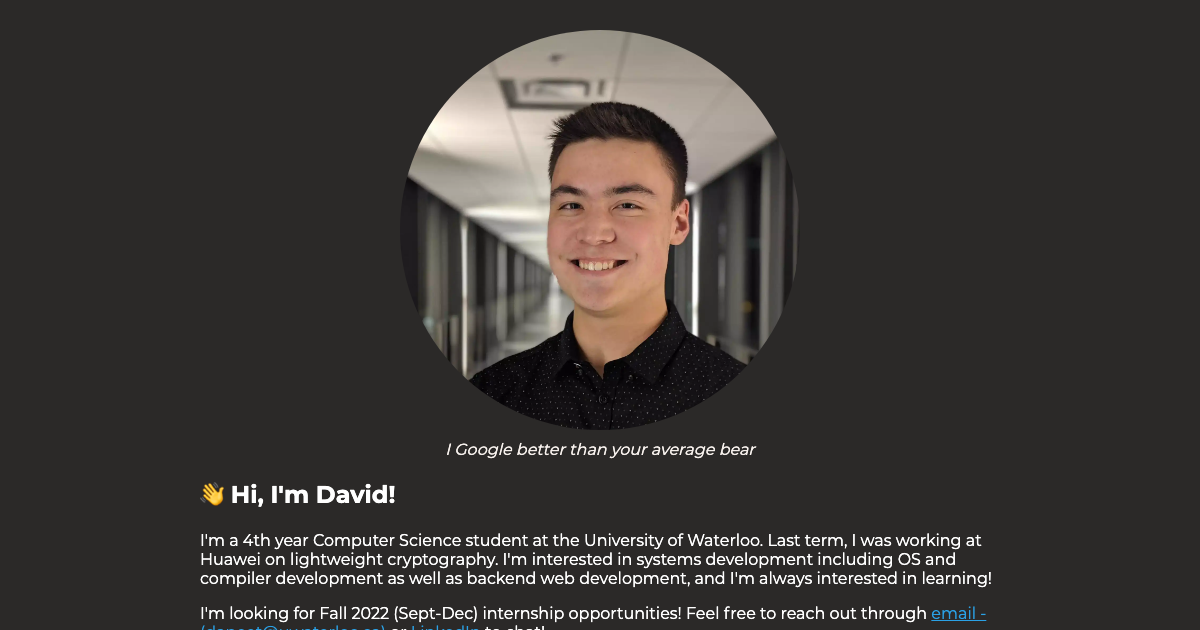 I Google better than your average bear
👋 Hi, I'm David!
I'm a 4th year Computer Science student at the University of Waterloo. Last term, I was working at
Huawei on lightweight cryptography. I'm interested in systems development including OS and
compiler development as well as backend web development, and I'm always interested in learning!
I'm looking for Fall 2022 (Sept-Dec) internship opportunities! Feel free to reach out through email -
or LinkedIn to chat!